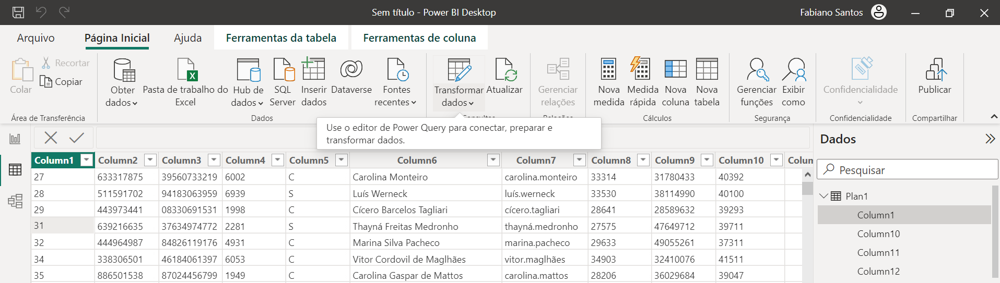 Sem título - Power BI Desktop
Fabiano Santos
Arquivo
Página Inicial
Ajuda
Ferramentas da tabela
Ferramentas de coluna
Colar
Recortar
Copiar
Área de Transferência
Obter
dados
Pasta de trabalho do
Excel
Hub de
dados
SQL
Server
Inserir
dados
Dataverse
Fontes
recentes
Dados
Transformar
dados
Atualizar
Consultas
Gerenciar
relações
Relações
Nova
medida
Medida
rápida
Nova
coluna
Nova
tabela
Cálculos
Gerenciar
funções
Exibir
como
Segurança
Confidencialidade
Confidencialidade
Publicar
Compartilhar
Use o editor de Power Query para conectar, preparar e
transformar dados.
Column1 Column2 Column3 Column4 Column5 Column6 Column7 Column8 Column9 Column10 Colum
27 633317875 39560733219 6002 C Carolina Monteiro carolina.monteiro 33314 31780433 40392
28 511591702 94183063959 6939 S Luís Werneck luís.werneck 33530 38114990 40100
29 443973441 08330691531 1998 C Cícero Barcelos Tagliari cícero.tagliari 28641 28589632 39293
31 639216635 37634974772 2281 S Thayná Freitas Medronho thayná.medronho 27575 47649712 39711
32 444964987 84826119176 4931 C Marina Silva Pacheco marina.pacheco 29633 49055261 37311
34 338306501 46184061397 6053 C Vitor Cordovil de Maglhães vitor.maglhães 34903 32410076 41511
35 886501538 87024456799 1949 C Carolina Gaspar de Mattos carolina.mattos 28206 36029684 39047
Dados
Pesquisar
Plan1
Column1
Column10
Column11
Column12